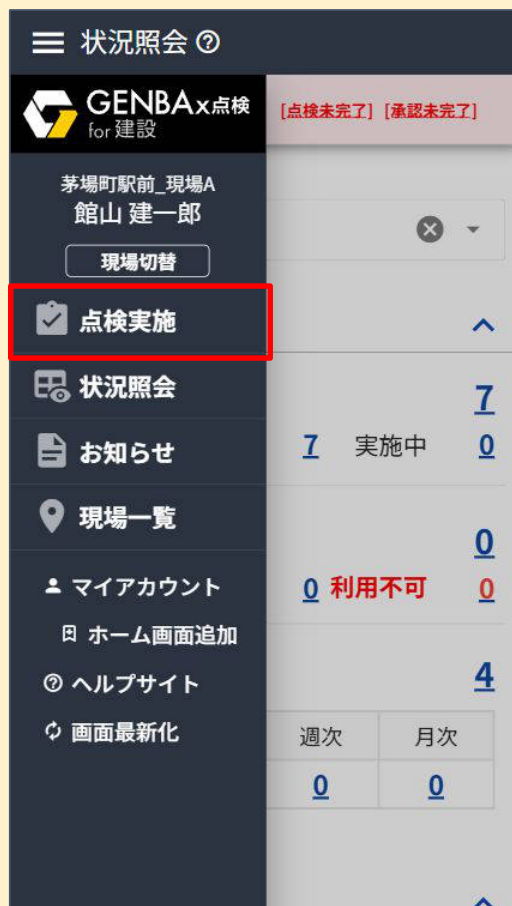 状況照会
GENBAx点検
for 建設
[点検未完了] [承認未完了]
茅場町駅前_現場A
館山 建一郎
現場切替
点検実施
状況照会
7
お知らせ
7 実施中 0
現場一覧
0
マイアカウント
0 利用不可 0
ホーム画面追加
ヘルプサイト
4
画面最新化
週次 月次
0 0